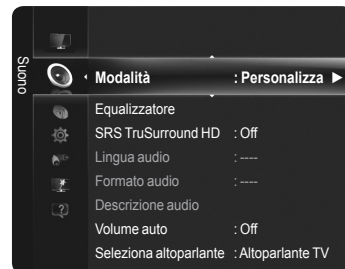 Suono
Modalità : Personalizza ►
Equalizzatore
SRS TruSurround HD : Off
Lingua audio : ----
Formato audio : ----
Descrizione audio
Volume auto : Off
Seleziona altoparlante : Altoparlante TV